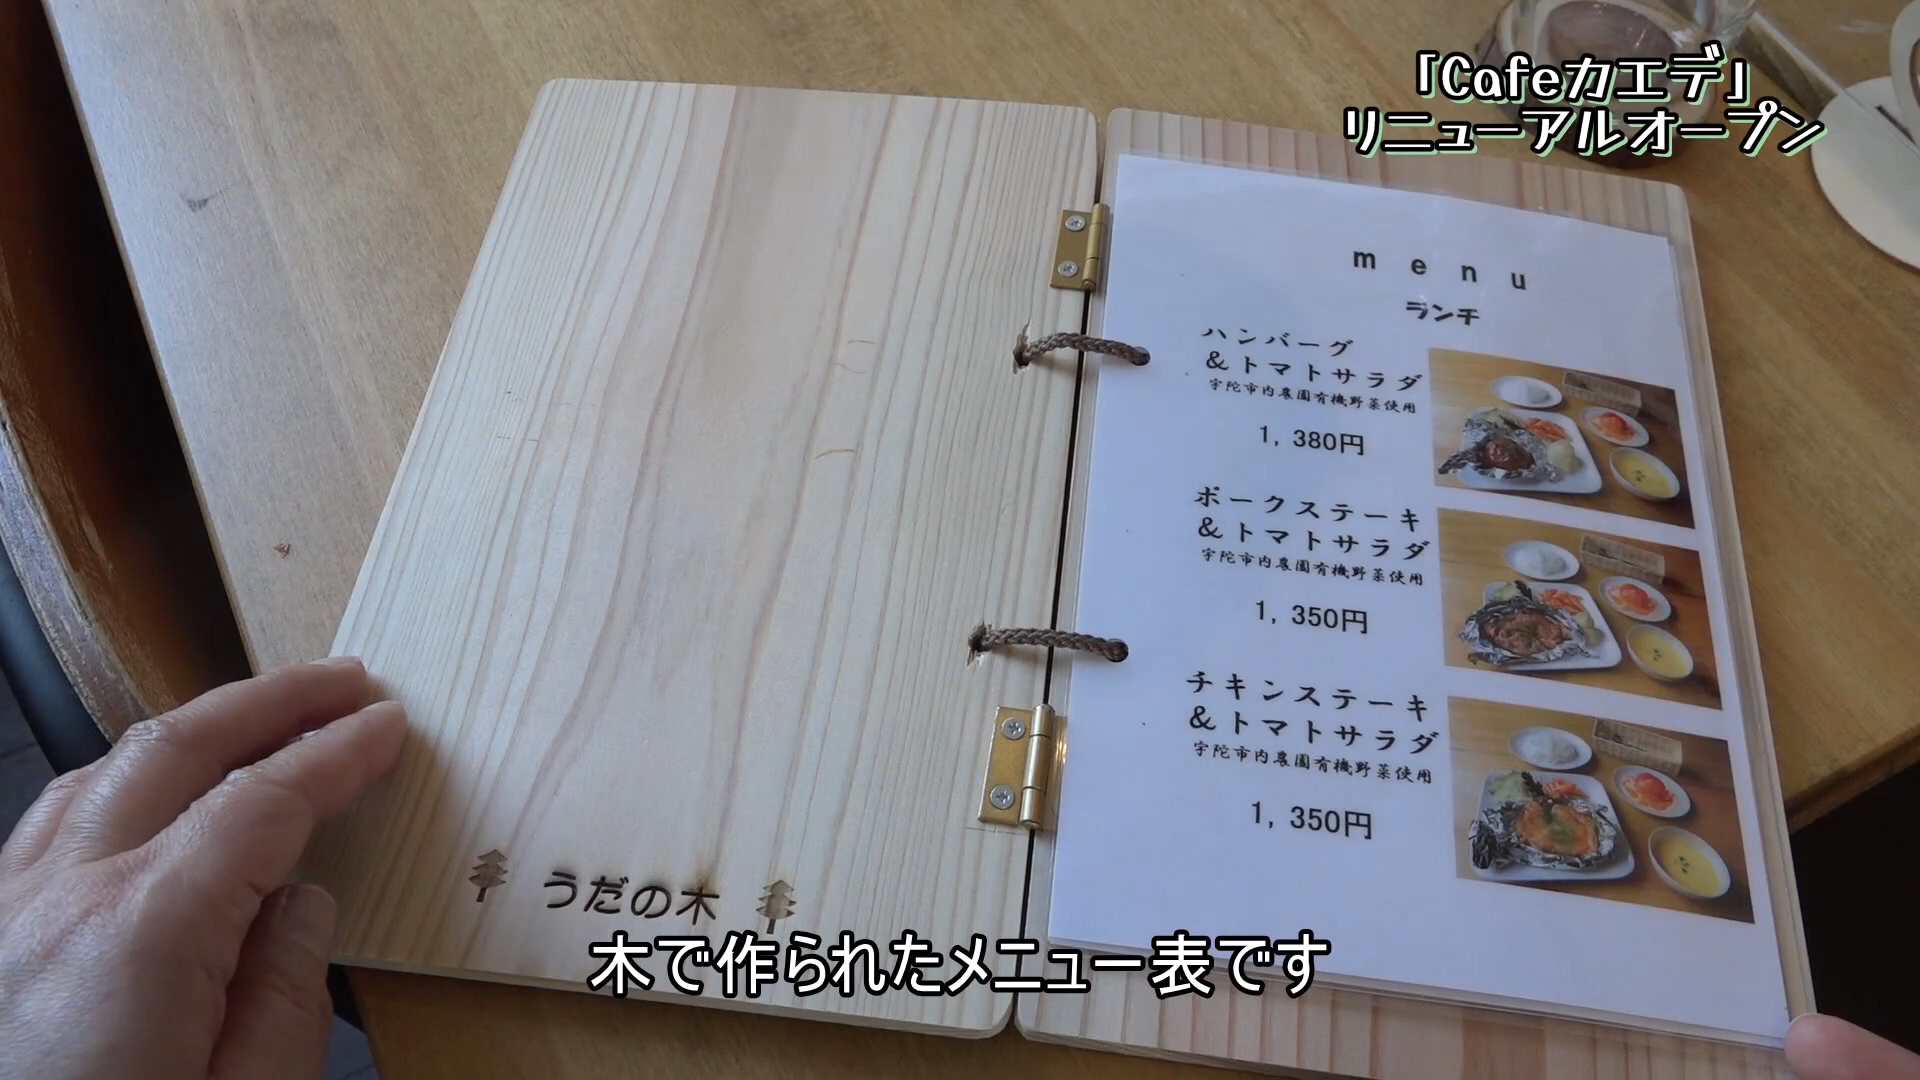 「Cafeカエデ」
リニューアルオープン
menu
ランチ
ハンバーグ
&トマトサラダ
宇陀市内農園有機野菜使用
1,380円
ポークステーキ
&トマトサラダ
宇陀市内農園有機野菜使用
1,350円
チキンステーキ
&トマトサラダ
宇陀市内農園有機野菜使用
1,350円
うだの木
木で作られたメニュー表です